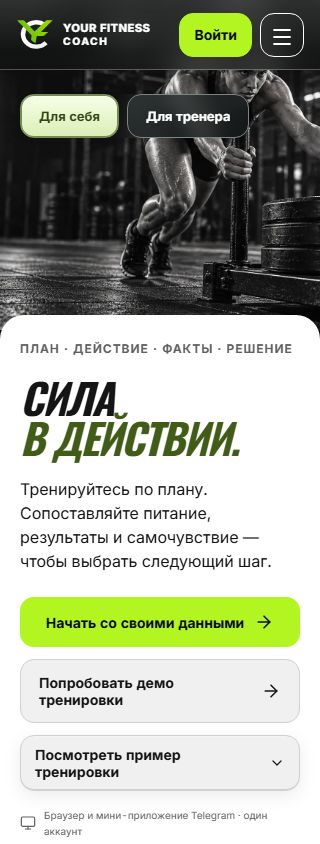 YOUR FITNESS
COACH
Войти
Для себя
Для тренера
ПЛАН · ДЕЙСТВИЕ · ФАКТЫ · РЕШЕНИЕ
СИЛА
В ДЕЙСТВИИ.
Тренируйтесь по плану.
Сопоставляйте питание,
результаты и самочувствие —
чтобы выбрать следующий шаг.
Начать со своими данными
Попробовать демо
тренировки
Посмотреть пример
тренировки
Браузер и мини-приложение Telegram · один
аккаунт